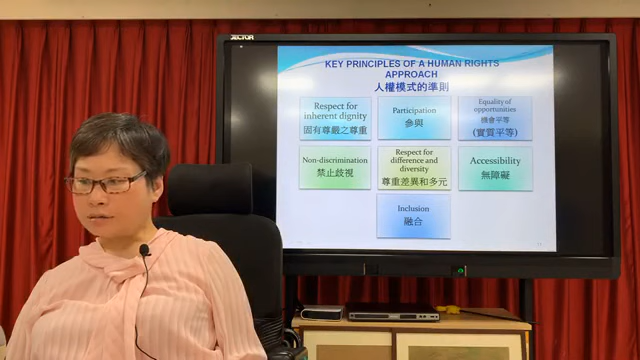 VECTOR
KEY PRINCIPLES OF A HUMAN RIGHTS
APPROACH
人權模式的準則
Respect for
inherent dignity
固有尊嚴之尊重
Participation
參與
Equality of
opportunities
機會平等
(實質平等)
Non-discrimination
禁止歧視
Respect for
difference and
diversity
尊重差異和多元
Accessibility
無障礙
Inclusion
融合